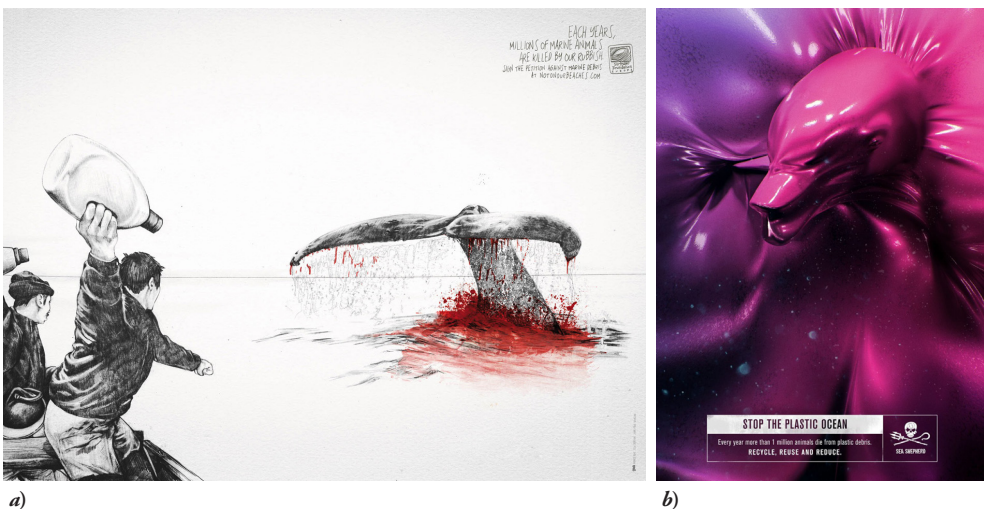 EACH YEARS,
MILLIONS OF MARINE ANIMALS
ARE KILLED BY OUR RUBBISH
JOIN THE PETITION AGAINST MARINE DEBRIS
AT NOTONOURBEACHES.COM
STOP THE PLASTIC OCEAN
Every year more than 1 million animals die from plastic debris.
RECYCLE, REUSE AND REDUCE.
SEA SHEPHERD
a)
b)